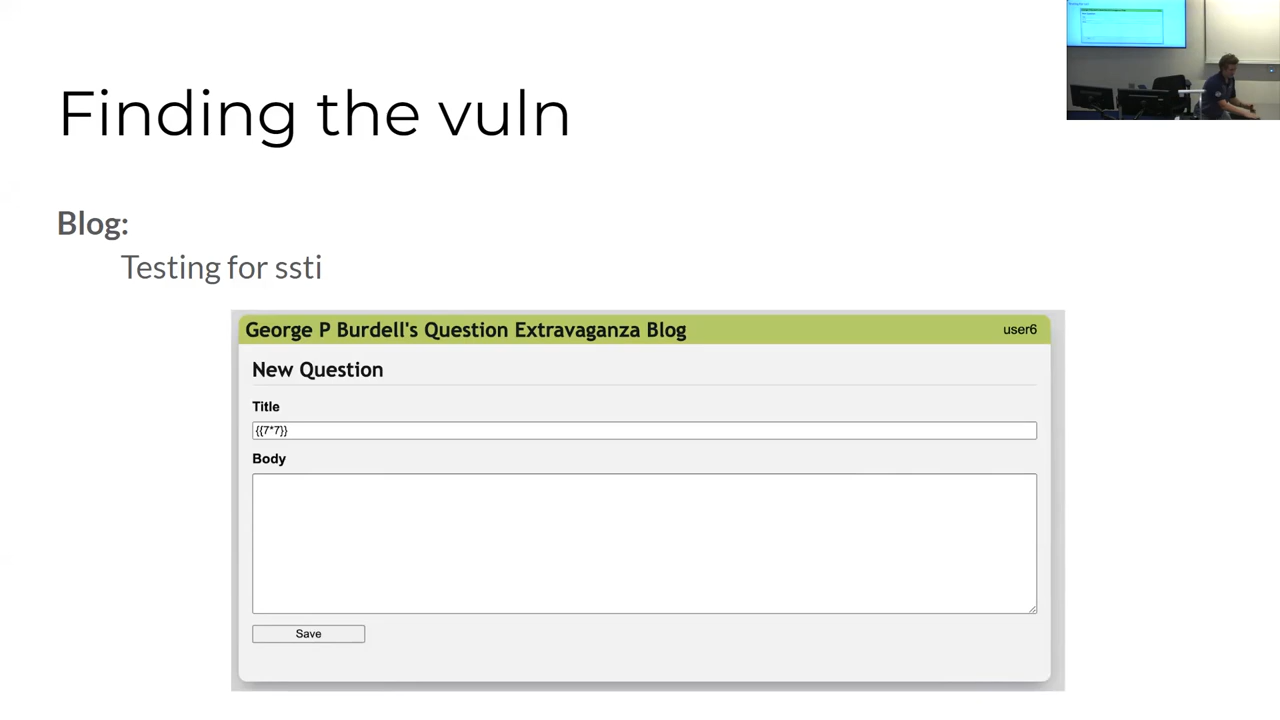 Finding the vuln
Blog:
Testing for ssti
George P Burdell's Question Extravaganza Blog
user6
New Question
Title
{{7*7}}
Body
Save